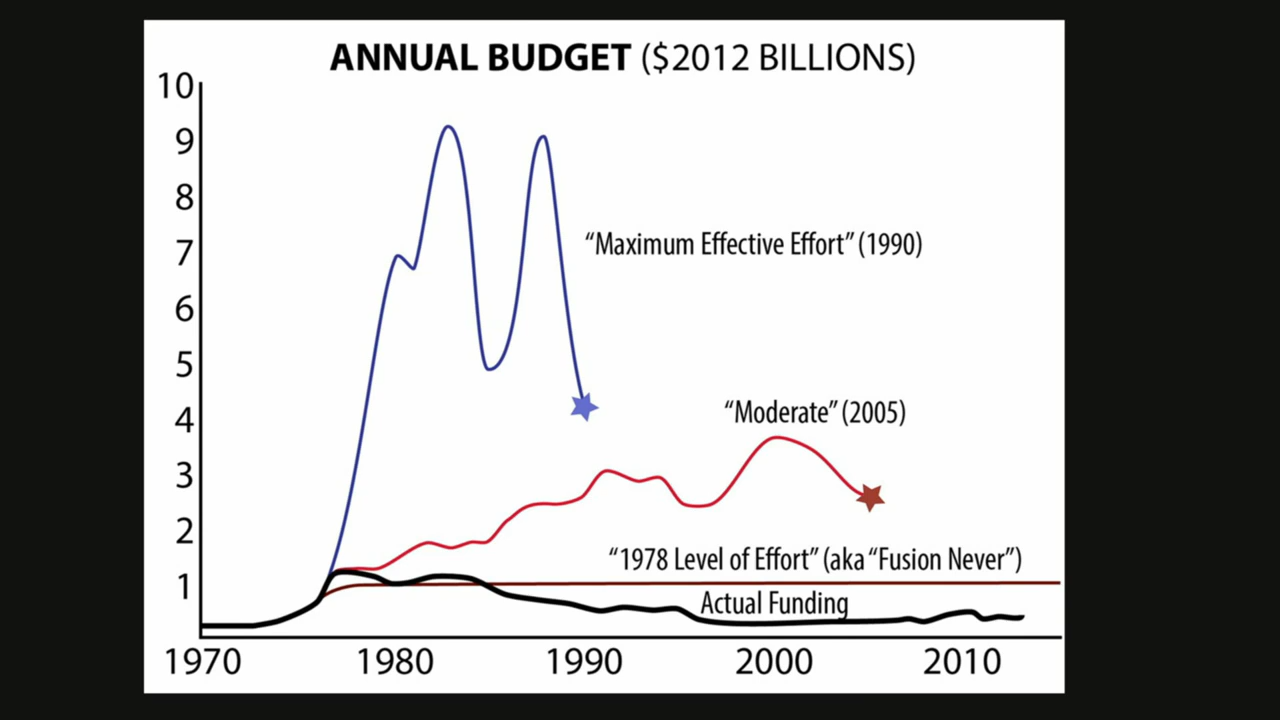 ANNUAL BUDGET ($2012 BILLIONS)
10
9
8
7
“Maximum Effective Effort” (1990)
6
5
4
“Moderate” (2005)
3
2
“1978 Level of Effort” (aka “Fusion Never”)
1
Actual Funding
1970 1980 1990 2000 2010